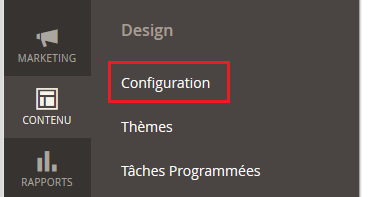 MARKETING
CONTENU
RAPPORTS
Design
Configuration
Thèmes
Tâches Programmées